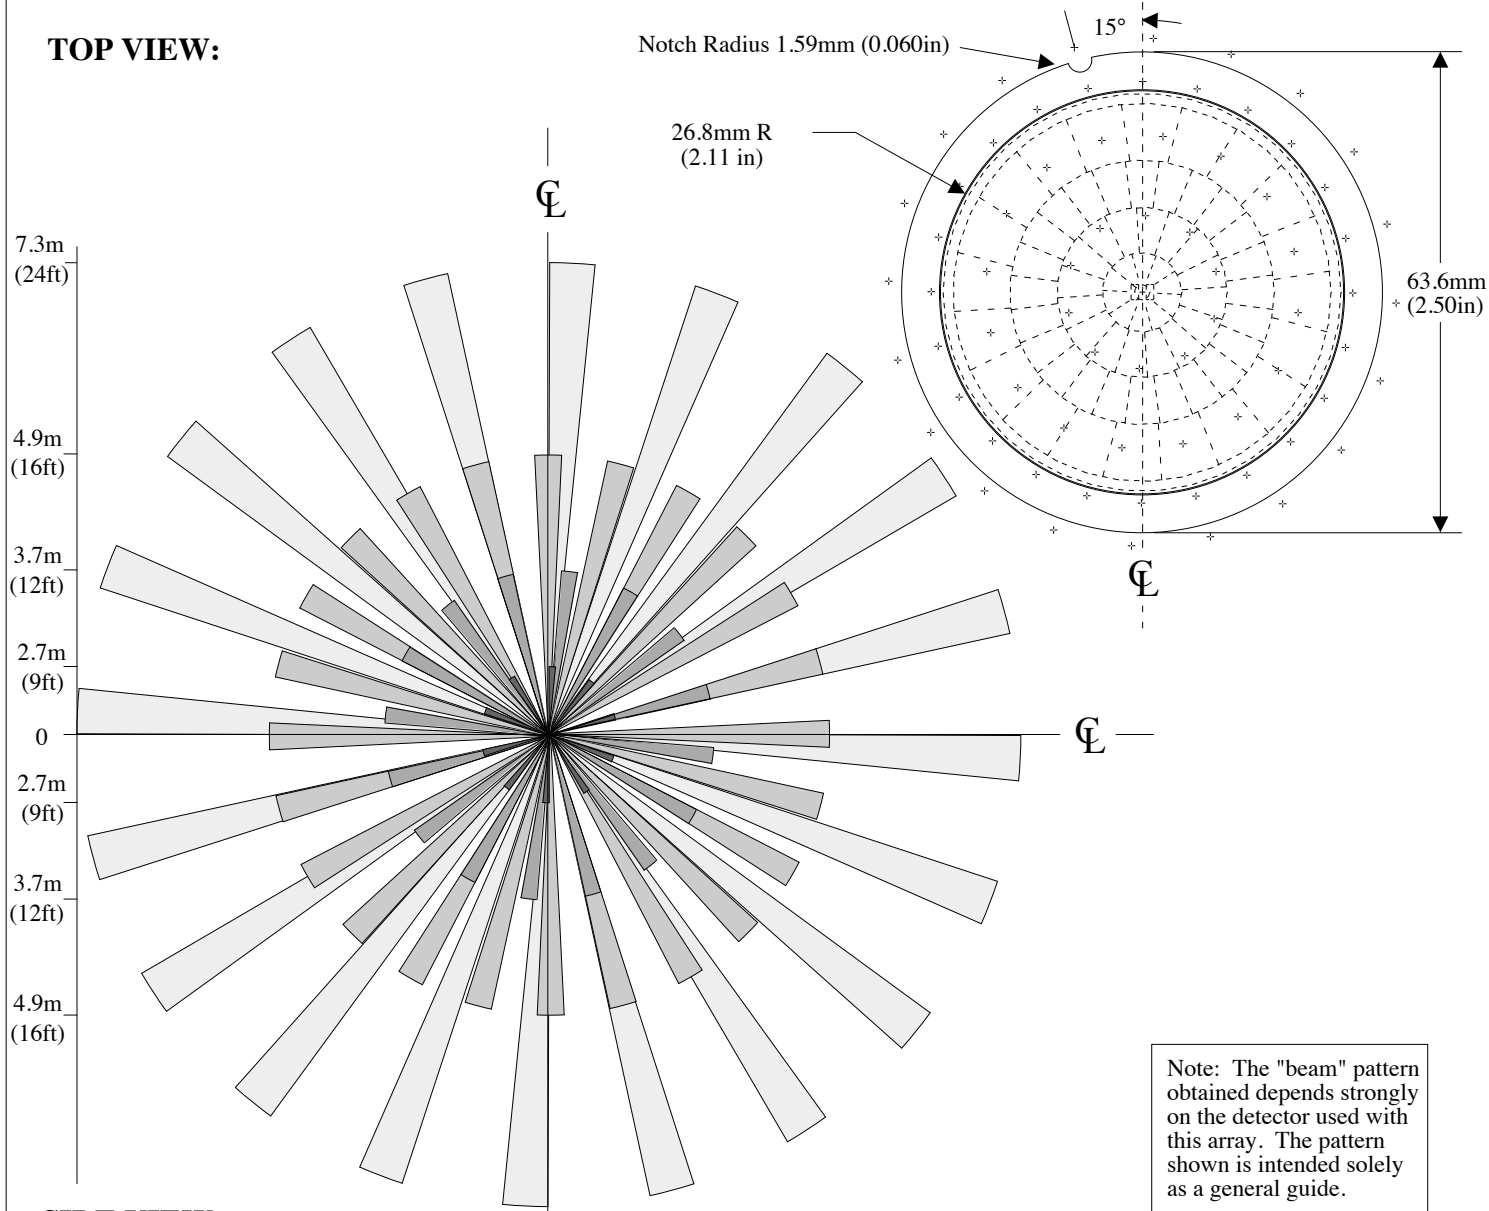 TOP VIEW:
Notch Radius 1.59mm (0.060in)
15°
26.8mm R
(2.11 in)
63.6mm
(2.50in)
℄
℄
℄
7.3m
(24ft)
4.9m
(16ft)
3.7m
(12ft)
2.7m
(9ft)
0
2.7m
(9ft)
3.7m
(12ft)
4.9m
(16ft)
Note: The "beam" pattern
obtained depends strongly
on the detector used with
this array. The pattern
shown is intended solely
as a general guide.